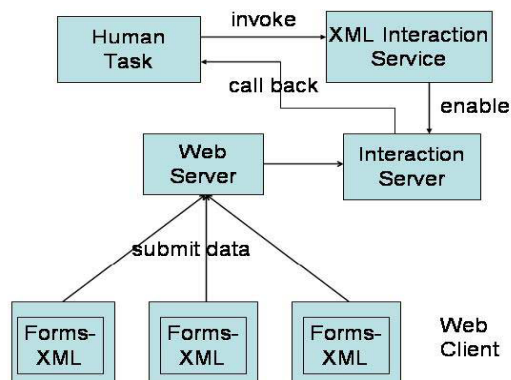 invoke
Human
Task
XML Interaction
Service
call back
enable
Web
Server
Interaction
Server
submit data
Forms-
XML
Forms-
XML
Forms-
XML
Web
Client